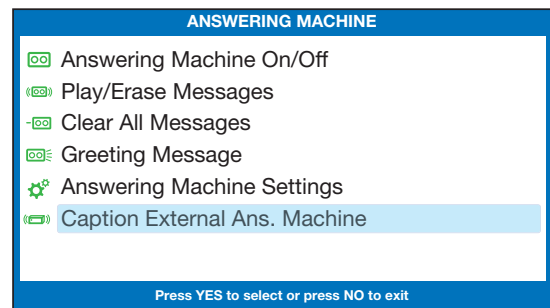 ANSWERING MACHINE
Answering Machine On/Off
Play/Erase Messages
Clear All Messages
Greeting Message
Answering Machine Settings
Caption External Ans. Machine
Press YES to select or press NO to exit